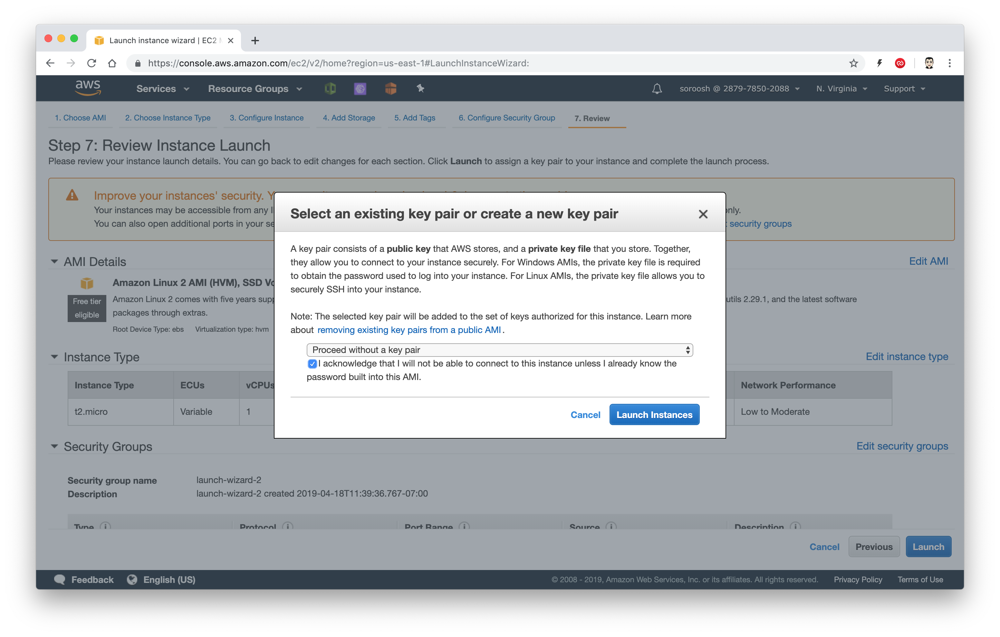 Launch instance wizard | EC2
https://console.aws.amazon.com/ec2/v2/home?region=us-east-1#LaunchInstanceWizard:
aws Services Resource Groups soroosh @ 2879-7850-2088 N. Virginia Support
1. Choose AMI 2. Choose Instance Type 3. Configure Instance 4. Add Storage 5. Add Tags 6. Configure Security Group 7. Review
Step 7: Review Instance Launch
Please review your instance launch details. You can go back to edit changes for each section. Click Launch to assign a key pair to your instance and complete the launch process.
Improve your instances' security.
Your instances may be accessible from any only.
You can also open additional ports in your security groups
Select an existing key pair or create a new key pair
A key pair consists of a public key that AWS stores, and a private key file that you store. Together,
they allow you to connect to your instance securely. For Windows AMIs, the private key file is required
to obtain the password used to log into your instance. For Linux AMIs, the private key file allows you to
securely SSH into your instance.
Note: The selected key pair will be added to the set of keys authorized for this instance. Learn more
about removing existing key pairs from a public AMI.
Proceed without a key pair
I acknowledge that I will not be able to connect to this instance unless I already know the
password built into this AMI.
Cancel Launch Instances
AMI Details Edit AMI
Amazon Linux 2 AMI (HVM), SSD
Free tier
eligible
Amazon Linux 2 comes with five years utils 2.29.1, and the latest software
packages through extras.
Root Device Type: ebs Virtualization type: hvm
Instance Type Edit instance type
Instance Type ECUs vCPUs Network Performance
t2.micro Variable 1 Low to Moderate
Security Groups Edit security groups
Security group name launch-wizard-2
Description launch-wizard-2 created 2019-04-18T11:39:36.767-07:00
Type Protocol Port Range Source Description
Cancel Previous Launch
Feedback English (US) © 2008 - 2019, Amazon Web Services, Inc. or its affiliates. All rights reserved. Privacy Policy Terms of Use